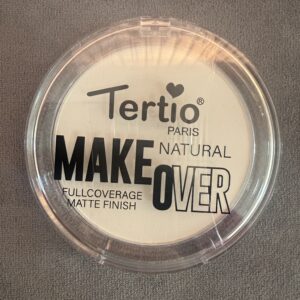 Tertio®
PARIS
NATURAL
MAKE OVER
FULLCOVERAGE
MATTE FINISH